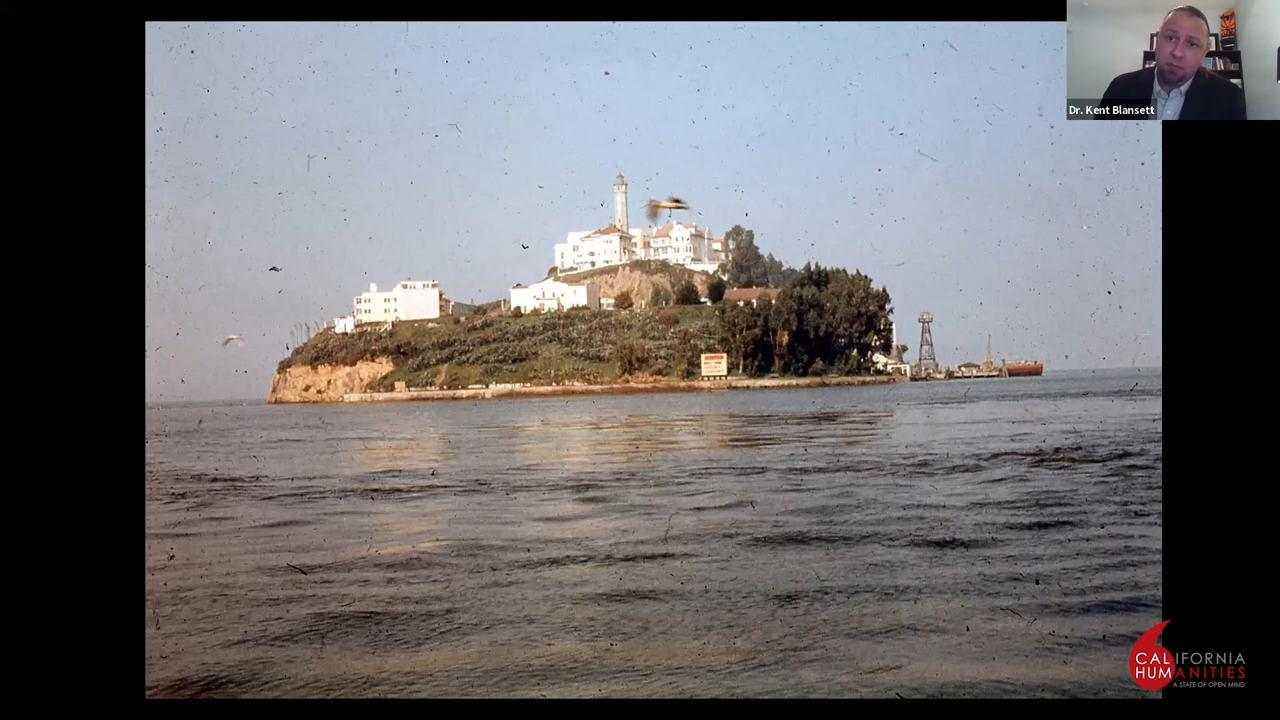 Dr. Kent Blansett
CALIFORNIA
HUMANITIES
A STATE OF OPEN MIND